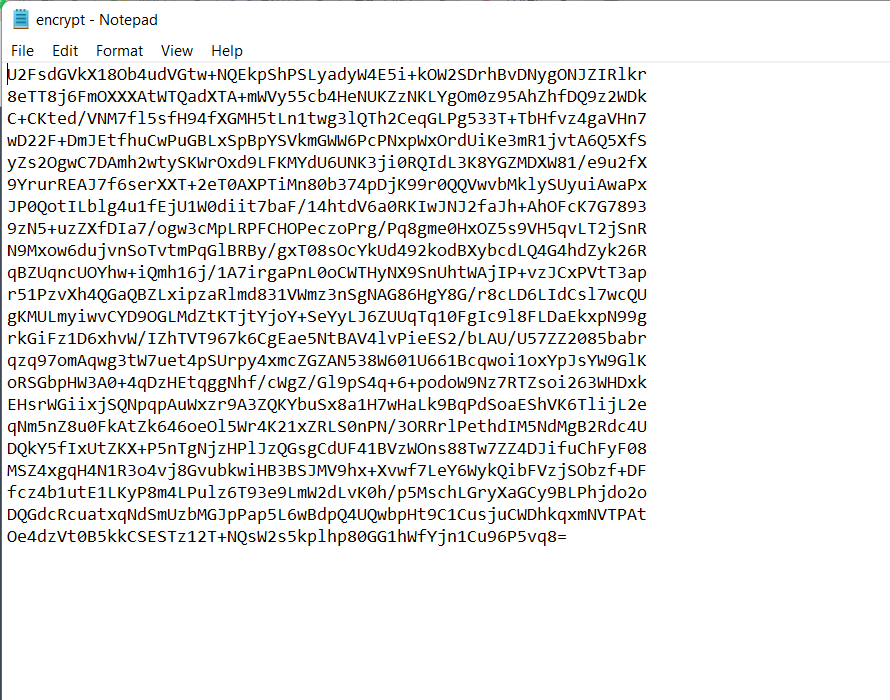 encrypt - Notepad
File Edit Format View Help
U2FsdGVkX18Ob4udVGtw+NQEkpShPSLyadyW4E5i+kOW2SDrhBvDNygONJZIRlkr
8eTT8j6FmOXXXAtWTQadXTA+mWVy55cb4HeNUKZzNKLYgOm0z95AhZhfDQ9z2WDk
C+CKted/VNM7fl5sfH94fXGMH5tLn1twg3lQTh2CeqGLPg533T+TbHfvz4gaVHn7
wD22F+DmJEtfhuCwPuGBLxSpBpYSVkmGWW6PcPNxpWxOrdUiKe3mR1jvtA6Q5XfS
yZs2OgwC7DAmh2wtySKWrOxd9LFKMYdU6UNK3ji0RQIdL3K8YGZMDXW81/e9u2fX
9YrurREAJ7f6serXXT+2eT0AXPTiMn80b374pDjK99r0QQVwvbMklySUyuiAwaPx
JP0QotILblg4u1fEjU1W0diit7baF/14htdV6a0RKIwJNJ2faJh+AhOFcK7G7893
9zN5+uzZXfDIa7/ogw3cMpLRPFCHOPeczoPrg/Pq8gme0HxOZ5s9VH5qvLT2jSnR
N9Mxow6dujvnSoTvtmPqGlBRBy/gxT08sOcYkUd492kodBXybcdLQ4G4hdZyk26R
qBZUqncUOYhw+iQmh16j/1A7irgaPnL0oCWTHyNX9SnUhtWAjIP+vzJCxPVtT3ap
r51PzvXh4QGaQBZLxipzaRlmd831VWmz3nSgNAG86HgY8G/r8cLD6LIdCsl7wcQU
gKMULmyiwvCYD9OGLMdZtKTjtYjoY+SeYyLJ6ZUUqTq10FgIc9l8FLDaEkxpN99g
rkGiFz1D6xhvW/IZhTVT967k6CgEae5NtBAV4lvPieES2/bLAU/U57ZZ2085babr
qzq97omAqwg3tW7uet4pSUrpy4xmcZGZAN538W601U661Bcqwoi1oxYpJsYW9GlK
oRSGbpHW3A0+4qDzHEtqggNhf/cWgZ/Gl9pS4q+6+podoW9Nz7RTZsoi263WHDxk
EHsrWGiixjSQNpqpAuWxzr9A3ZQKYbuSx8a1H7wHaLk9BqPdSoaEShVK6TlijL2e
qNm5nZ8u0FkAtZk646oeOl5Wr4K21xZRLS0nPN/3ORRrlPethdIM5NdMgB2Rdc4U
DQkY5fIxUtZKX+P5nTgNjzHPlJzQGsgCdUF41BVzWOns88Tw7ZZ4DJifuChFyF08
MSZ4xgqH4N1R3o4vj8GvubkwiHB3BSJMV9hx+Xvwf7LeY6WykQibFVzjSObzf+DF
fcz4b1utE1LKyP8m4LPulz6T93e9LmW2dLvK0h/p5MschLGryXaGCy9BLPhjdo2o
DQGdcRcuatxqNdSmUzbMGJpPap5L6wBdpQ4UQwbpHt9C1CusjuCWDhkqxmNVTPAt
Oe4dzVt0B5kkCSESTz12T+NQsW2s5kplhp80GG1hWfYjn1Cu96P5vq8=